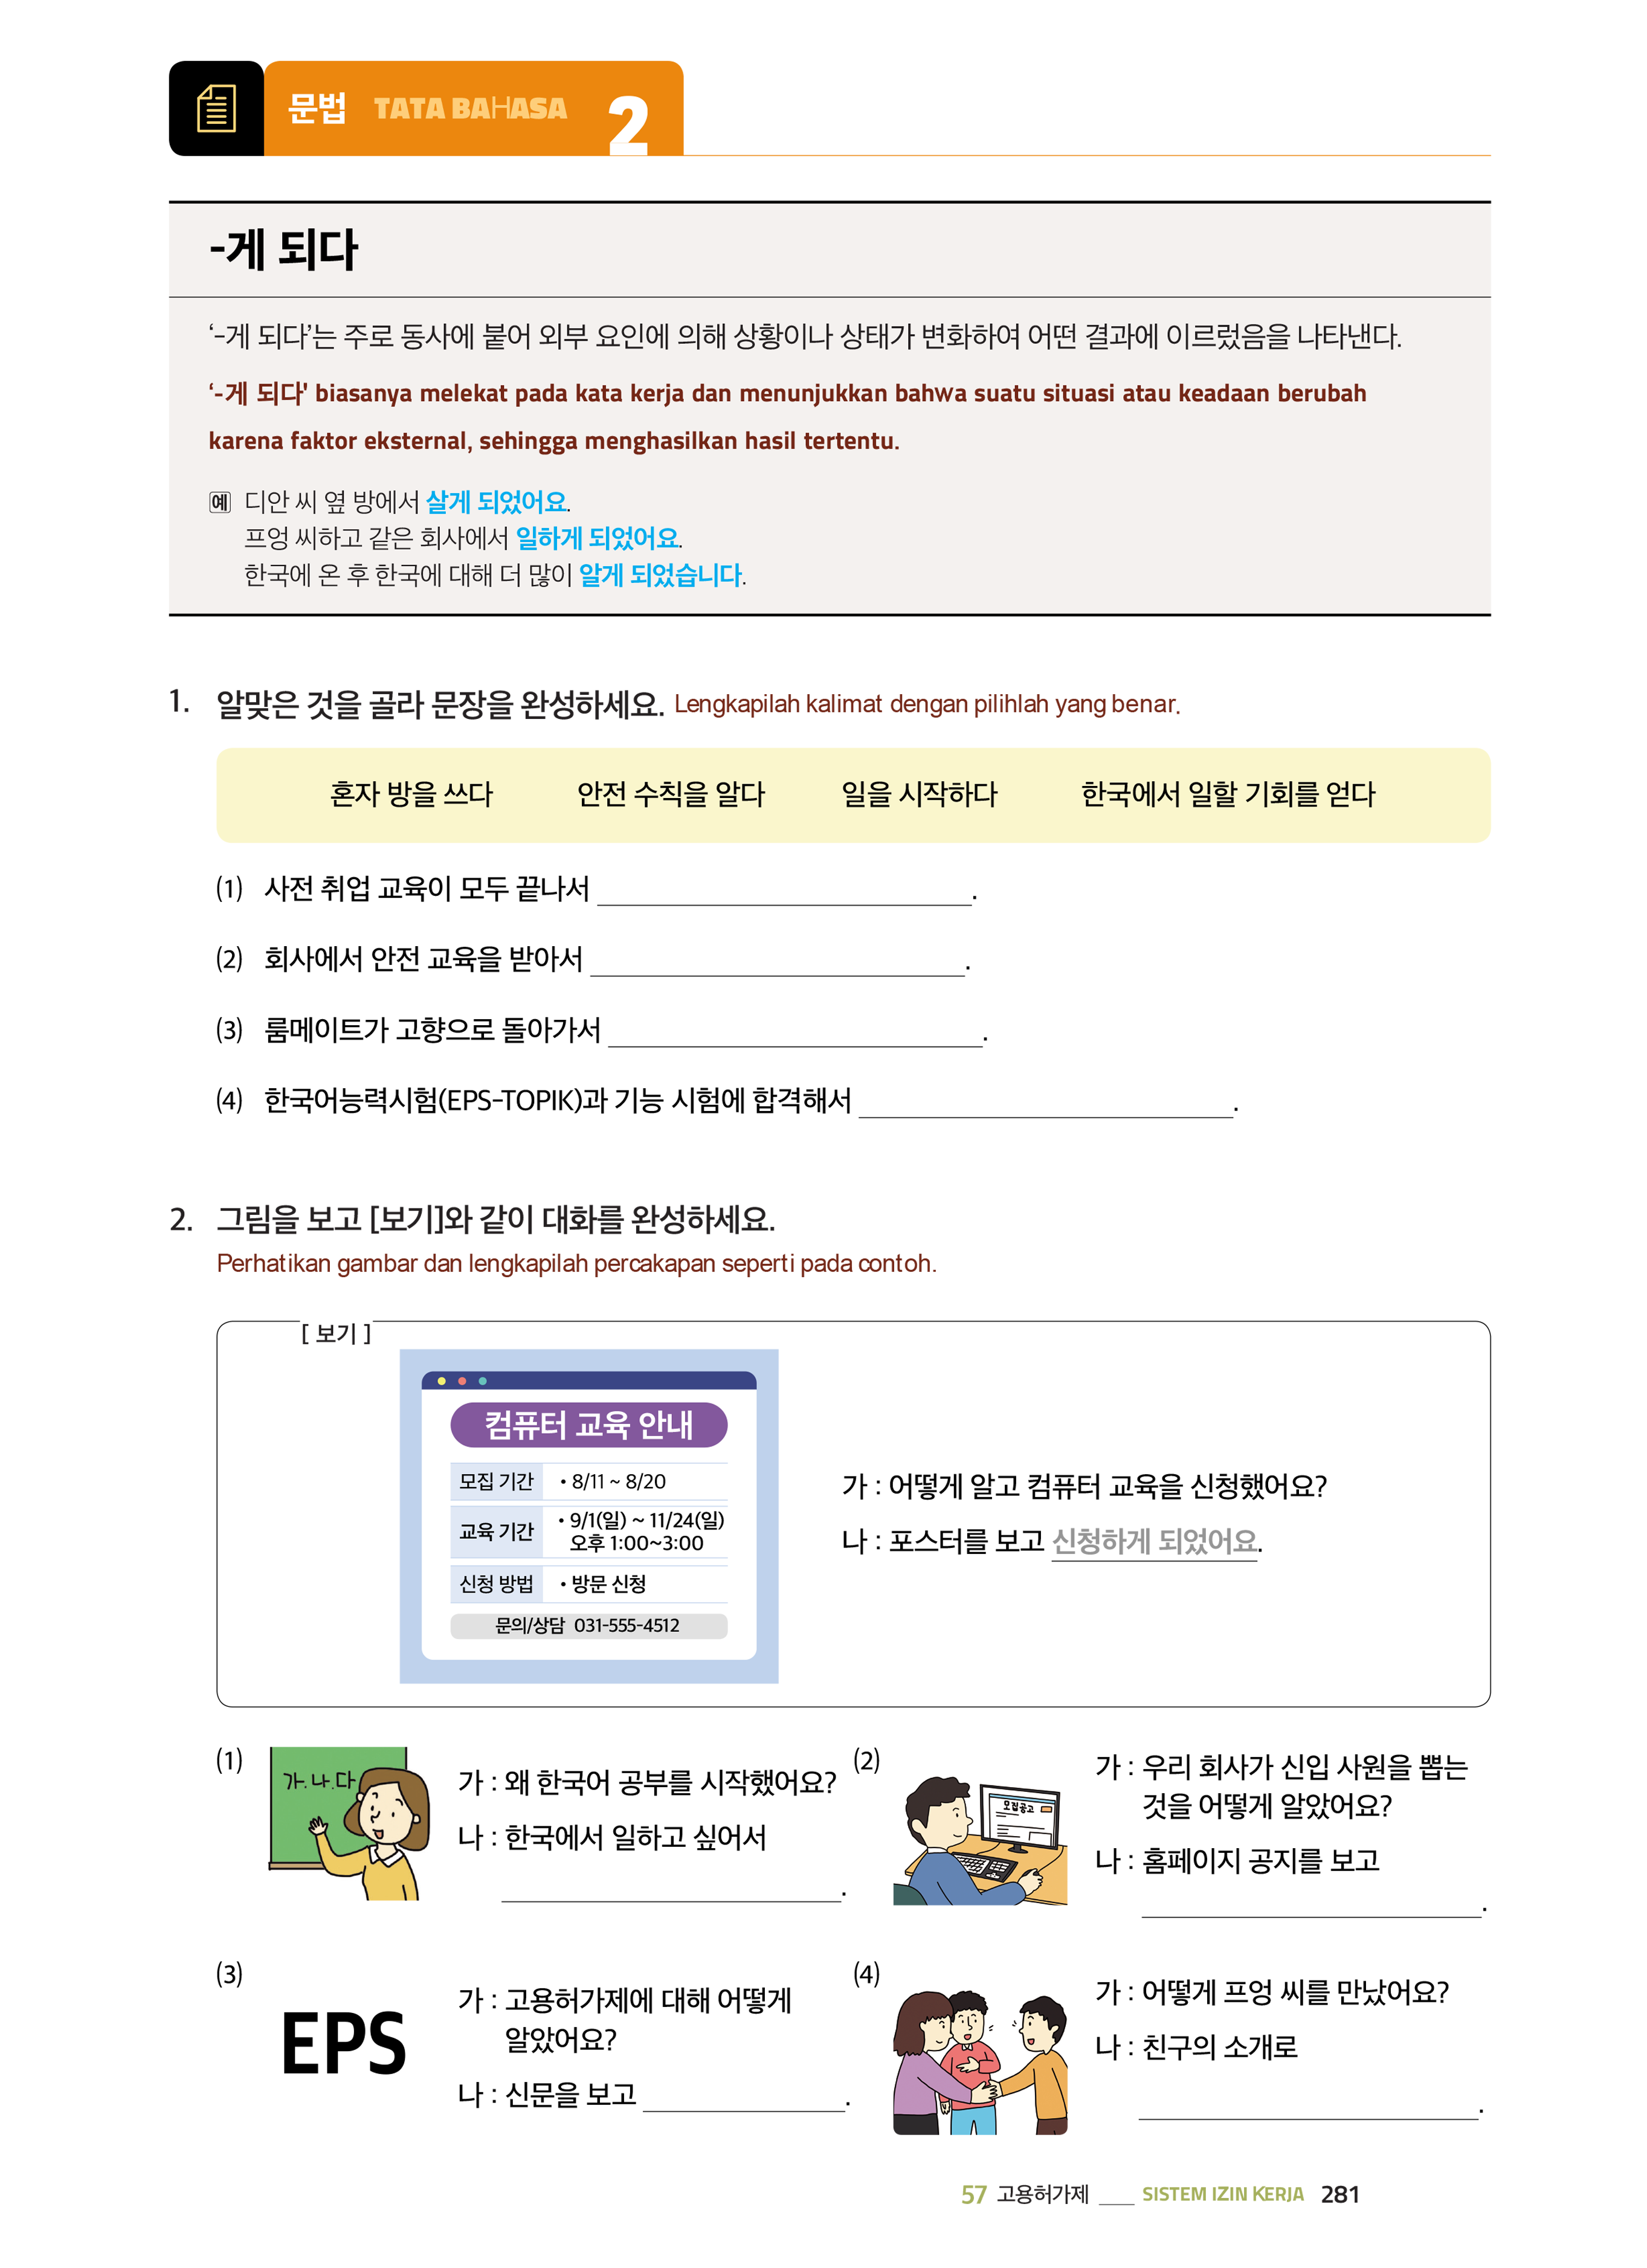 문법 TATA BAHASA 2
-게 되다
‘-게 되다’는 주로 동사에 붙어 외부 요인에 의해 상황이나 상태가 변화하여 어떤 결과에 이르렀음을 나타낸다.
‘-게 되다' biasanya melekat pada kata kerja dan menunjukkan bahwa suatu situasi atau keadaan berubah
karena faktor eksternal, sehingga menghasilkan hasil tertentu.
예 디안 씨 옆 방에서 살게 되었어요.
프엉 씨하고 같은 회사에서 일하게 되었어요.
한국에 온 후 한국에 대해 더 많이 알게 되었습니다.
1. 알맞은 것을 골라 문장을 완성하세요. Lengkapilah kalimat dengan pilihlah yang benar.
혼자 방을 쓰다 안전 수칙을 알다 일을 시작하다 한국에서 일할 기회를 얻다
(1) 사전 취업 교육이 모두 끝나서 ____________________.
(2) 회사에서 안전 교육을 받아서 ____________________.
(3) 룸메이트가 고향으로 돌아가서 ____________________.
(4) 한국어능력시험(EPS-TOPIK)과 기능 시험에 합격해서 ____________________.
2. 그림을 보고 [보기]와 같이 대화를 완성하세요.
Perhatikan gambar dan lengkapilah percakapan seperti pada contoh.
[ 보기 ]
컴퓨터 교육 안내
모집 기간 • 8/11 ~ 8/20
교육 기간 • 9/1(일) ~ 11/24(일)
오후 1:00~3:00
신청 방법 • 방문 신청
문의/상담 031-555-4512
가 : 어떻게 알고 컴퓨터 교육을 신청했어요?
나 : 포스터를 보고 신청하게 되었어요.
(1)
가.나.다
가 : 왜 한국어 공부를 시작했어요?
나 : 한국에서 일하고 싶어서
____________________.
(2)
모집공고
가 : 우리 회사가 신입 사원을 뽑는
것을 어떻게 알았어요?
나 : 홈페이지 공지를 보고
____________________.
(3)
EPS
가 : 고용허가제에 대해 어떻게
알았어요?
나 : 신문을 보고 ____________.
(4)
가 : 어떻게 프엉 씨를 만났어요?
나 : 친구의 소개로
____________________.
57 고용허가제 ___ SISTEM IZIN KERJA 281